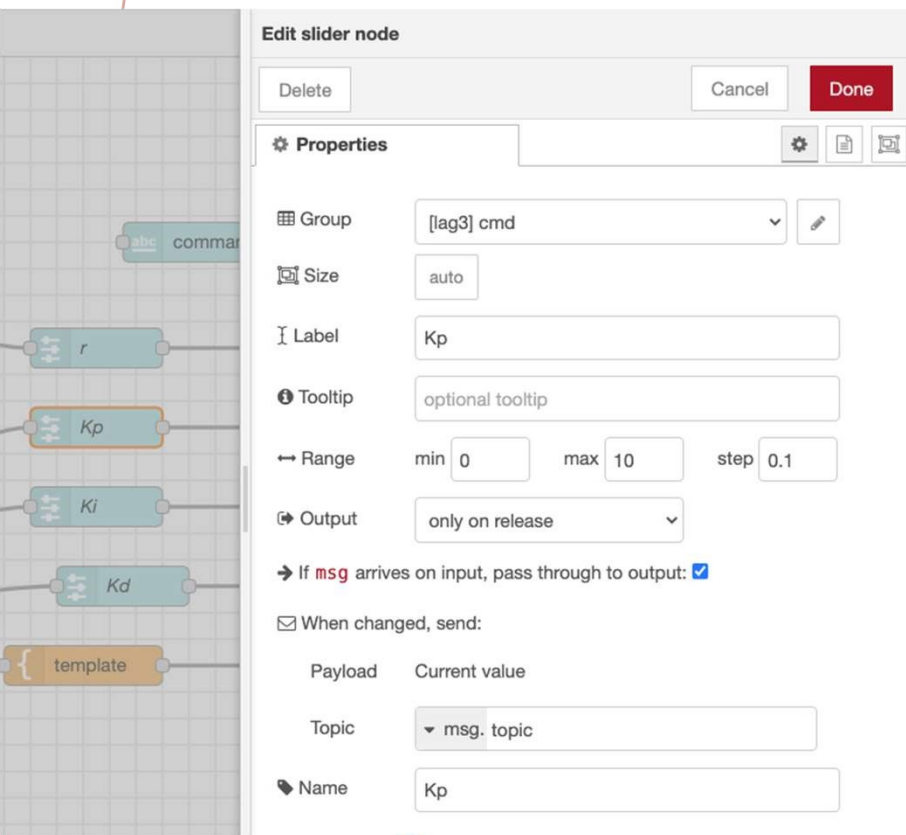 Edit slider node
Delete
Cancel
Done
Properties
Group
[lag3] cmd
Size
auto
Label
Kp
Tooltip
optional tooltip
Range
min 0
max 10
step 0.1
Output
only on release
If msg arrives on input, pass through to output:
When changed, send:
Payload
Current value
Topic
msg. topic
Name
Kp
abc comman
r
Kp
Ki
Kd
{ template